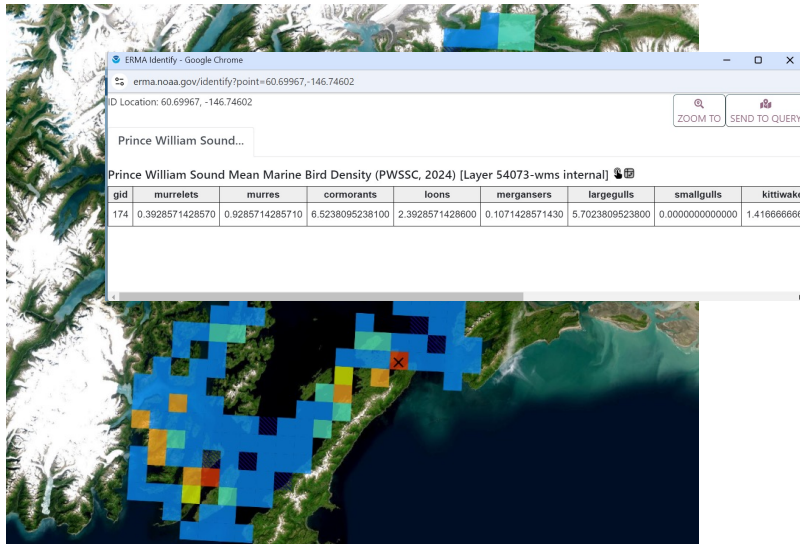 ERMA Identify - Google Chrome
erma.noaa.gov/identify?point=60.69967,-146.74602
ID Location: 60.69967, -146.74602
ZOOM TO SEND TO QUERY
Prince William Soun...
Prince William Sound Mean Marine Bird Density (PWSSC, 2024) [Layer 54073-wms internal]
gid murrelets murres cormorants loons mergansers largegulls smallgulls kittiwake
174 0.3928571428570 0.9285714285710 6.5238095238100 2.3928571428600 0.1071428571430 5.7023809523800 0.0000000000000 1.416666666